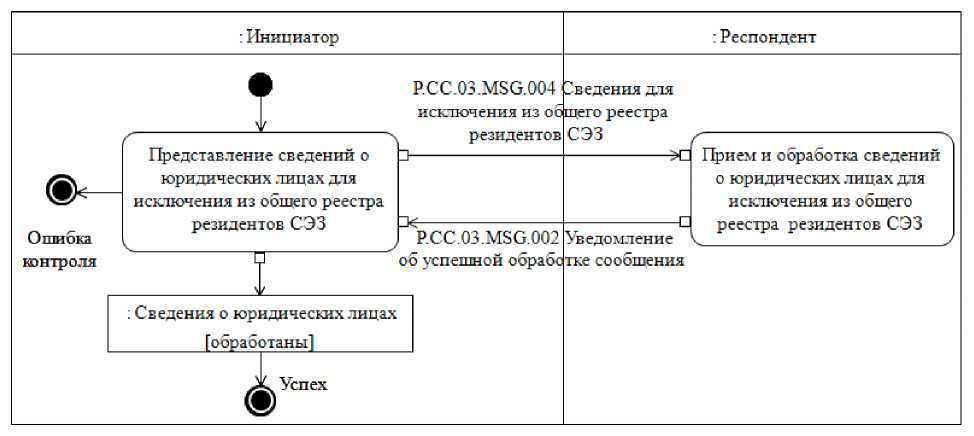 : Инициатор
: Респондент
P.CC.03.MSG.004 Сведения для
исключения из общего реестра
резидентов СЭЗ
Представление сведений о
юридических лицах для
исключения из общего реестра
резидентов СЭЗ
Прием и обработка сведений
о юридических лицах для
исключения из общего
реестра резидентов СЭЗ
Ошибка
контроля
P.CC.03.MSG.002 Уведомление
об успешной обработке сообщения
: Сведения о юридических лицах
[обработаны]
Успех